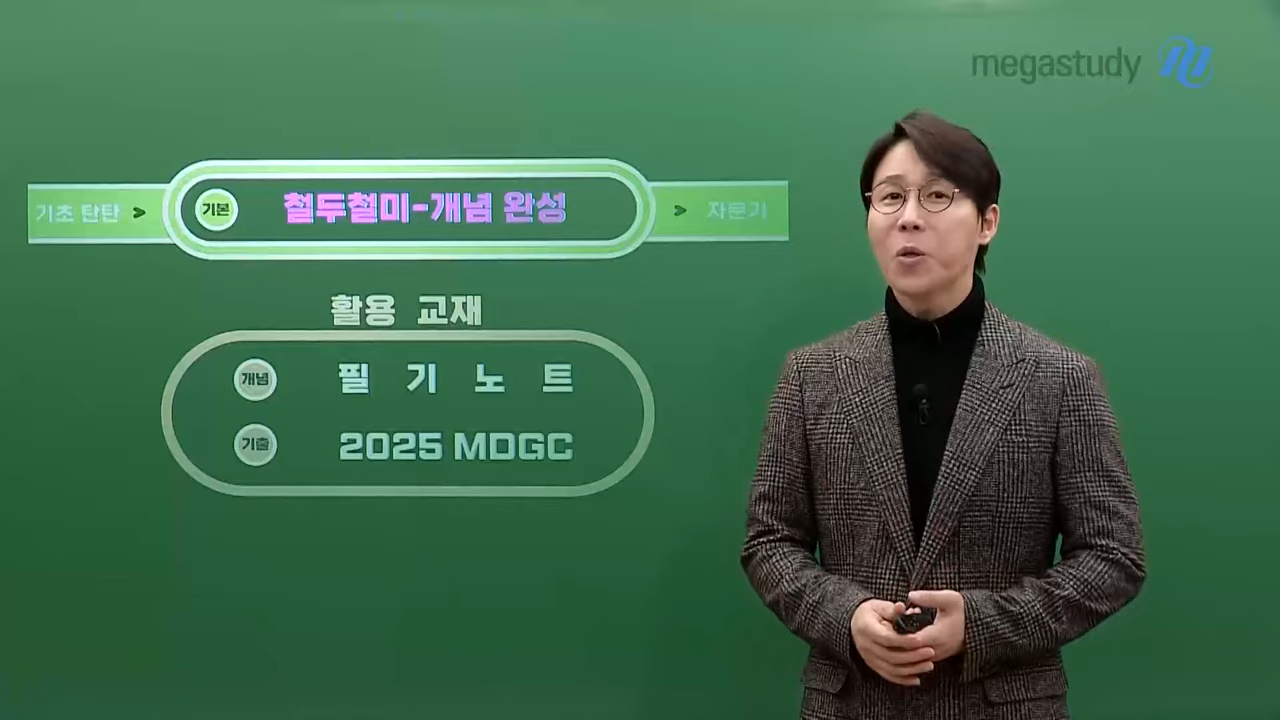 megastudy
기초 탄탄 > 기본 철두철미-개념 완성 > 자문기
활용 교재
개념 필 기 노 트
기출 2025 MDGC